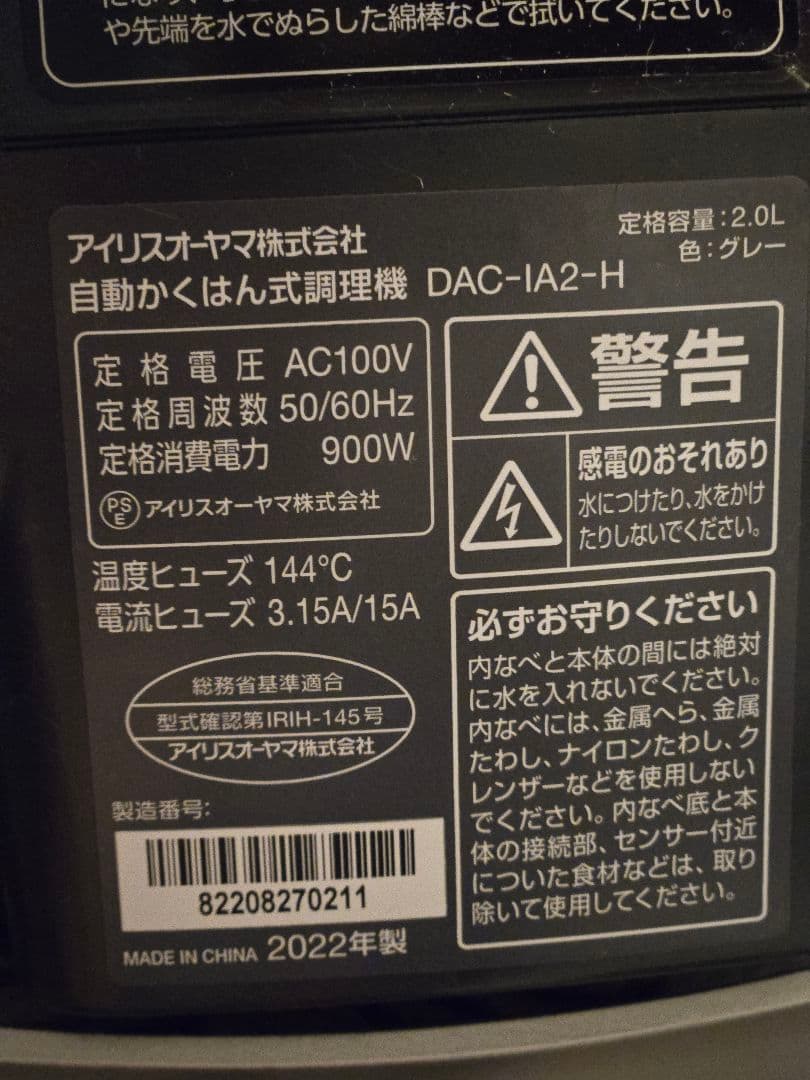 や先端を水でぬらした綿棒などで拭いてください。
アイリスオーヤマ株式会社
自動かくはん式調理機 DAC-IA2-H
定格容量:2.0L
色:グレー
定格電圧 AC100V
定格周波数 50/60Hz
定格消費電力 900W
PS
E
アイリスオーヤマ株式会社
温度ヒューズ 144℃
電流ヒューズ 3.15A/15A
総務省基準適合
型式確認第IRIH-145号
アイリスオーヤマ株式会社
製造番号:
82208270211
MADE IN CHINA 2022年製
警告
感電のおそれあり
水につけたり、水をかけ
たりしないでください。
必ずお守りください
内なべと本体の間には絶対
に水を入れないでください。
内なべには、金属へら、金属
たわし、ナイロンたわし、ク
レンザーなどを使用しない
でください。内なべ底と本
体の接続部、センサー付近
についた食材などは、取り
除いて使用してください。